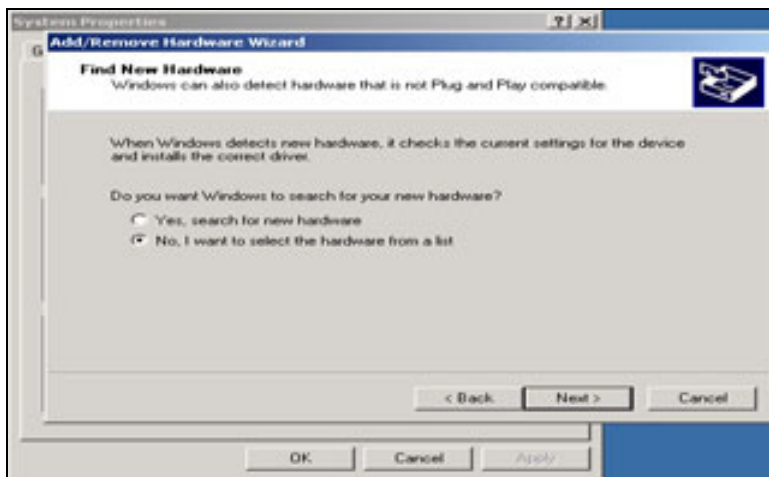 System Properties
Add/Remove Hardware Wizard
G
Find New Hardware
Windows can also detect hardware that is not Plug and Play compatible.
When Windows detects new hardware, it checks the current settings for the device
and installs the correct driver.
Do you want Windows to search for your new hardware?
Yes, search for new hardware
No, I want to select the hardware from a list
< Back Next > Cancel
OK Cancel Apply